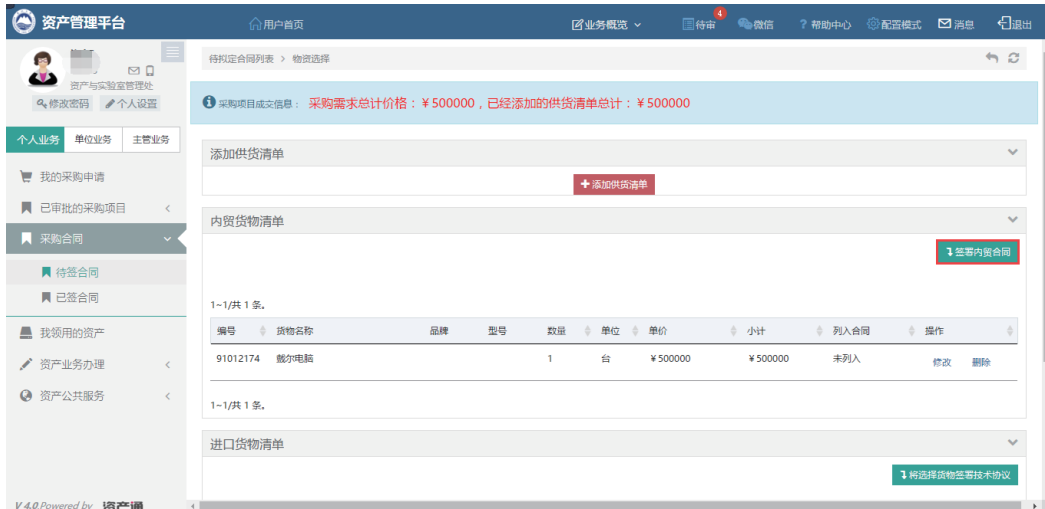 资产管理平台
用户首页
业务概览
待审
4
微信
? 帮助中心
配置模式
消息
退出
资产与实验室管理处
修改密码
个人设置
个人业务
单位业务
主管业务
我的采购申请
已审批的采购项目
采购合同
待签合同
已签合同
我领用的资产
资产业务办理
资产公共服务
V 4.0.Powered by 资产通
待拟定合同列表 > 物资选择
采购项目成交信息： 采购需求总计价格：￥500000，已经添加的供货清单总计：￥500000
添加供货清单
+ 添加供货清单
内贸货物清单
签署内贸合同
1~1/共 1 条。
编号 货物名称 品牌 型号 数量 单位 单价 小计 列入合同 操作
91012174 戴尔电脑 1 台 ￥500000 ￥500000 未列入 修改 删除
1~1/共 1 条。
进口货物清单
将选择货物签署技术协议